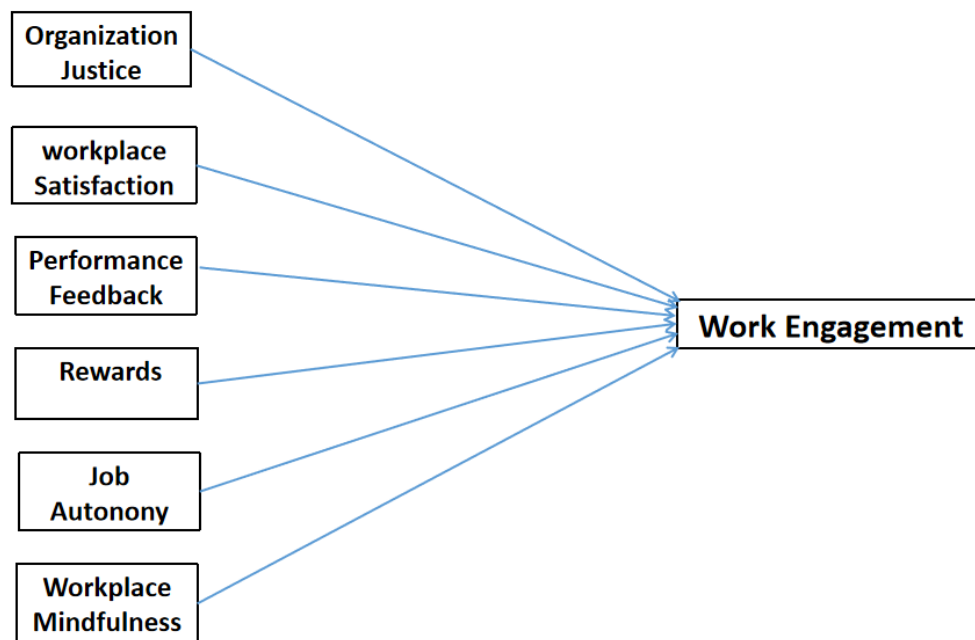 Organization
Justice
workplace
Satisfaction
Performance
Feedback
Rewards
Job
Autonony
Workplace
Mindfulness
Work Engagement